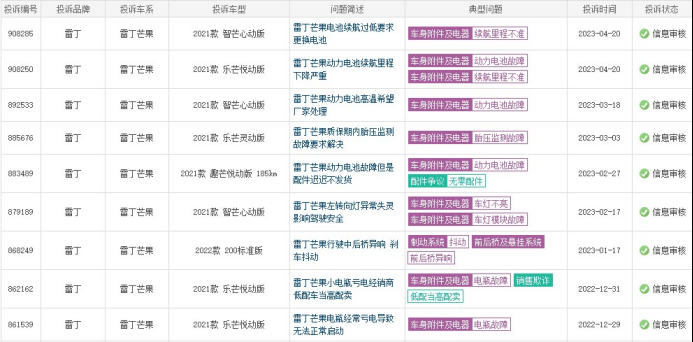 投诉编号 投诉品牌 投诉车系 投诉车型 问题简述 典型问题 投诉时间 投诉状态
908285 雷丁 雷丁芒果 2021款 智芒心动版 雷丁芒果电池续航过低要求 车身附件及电器 续航里程不准 2023-04-20 信息审核
更换电池
908250 雷丁 雷丁芒果 2021款 乐芒悦动版 雷丁芒果动力电池续航里程 车身附件及电器 动力电池故障 2023-04-20 信息审核
下降严重 车身附件及电器 续航里程不准
892533 雷丁 雷丁芒果 2021款 智芒心动版 雷丁芒果动力电池高温希望 车身附件及电器 动力电池故障 2023-03-18 信息审核
厂家处理
885676 雷丁 雷丁芒果 2021款 乐芒灵动版 雷丁芒果质保期内胎压监测 车身附件及电器 胎压监测故障 2023-03-03 信息审核
故障要求解决
883489 雷丁 雷丁芒果 2021款 芒悦动版 185km 雷丁芒果动力电池故障但是 车身附件及电器 动力电池故障 2023-02-27 信息审核
配件迟迟不发货 配件争议 无零配件
879189 雷丁 雷丁芒果 2021款 智芒心动版 雷丁芒果左转向灯异常失灵 车身附件及电器 车灯不亮 2023-02-17 信息审核
影响驾驶安全 车身附件及电器 车灯模块故障
868249 雷丁 雷丁芒果 2022款 200标准版 雷丁芒果行驶中后桥异响 刹 制动系统 抖动 前后桥及悬挂系统 2023-01-17 信息审核
车抖动 前后桥异响
862162 雷丁 雷丁芒果 2021款 乐芒悦动版 雷丁芒果小电瓶亏电经销商 车身附件及电器 电瓶故障 销售欺诈 2022-12-31 信息审核
低配车当高配卖 低配当高配卖
861539 雷丁 雷丁芒果 2021款 乐芒悦动版 雷丁芒果电瓶经常亏电导致 车身附件及电器 电瓶故障 2022-12-29 信息审核
无法正常启动